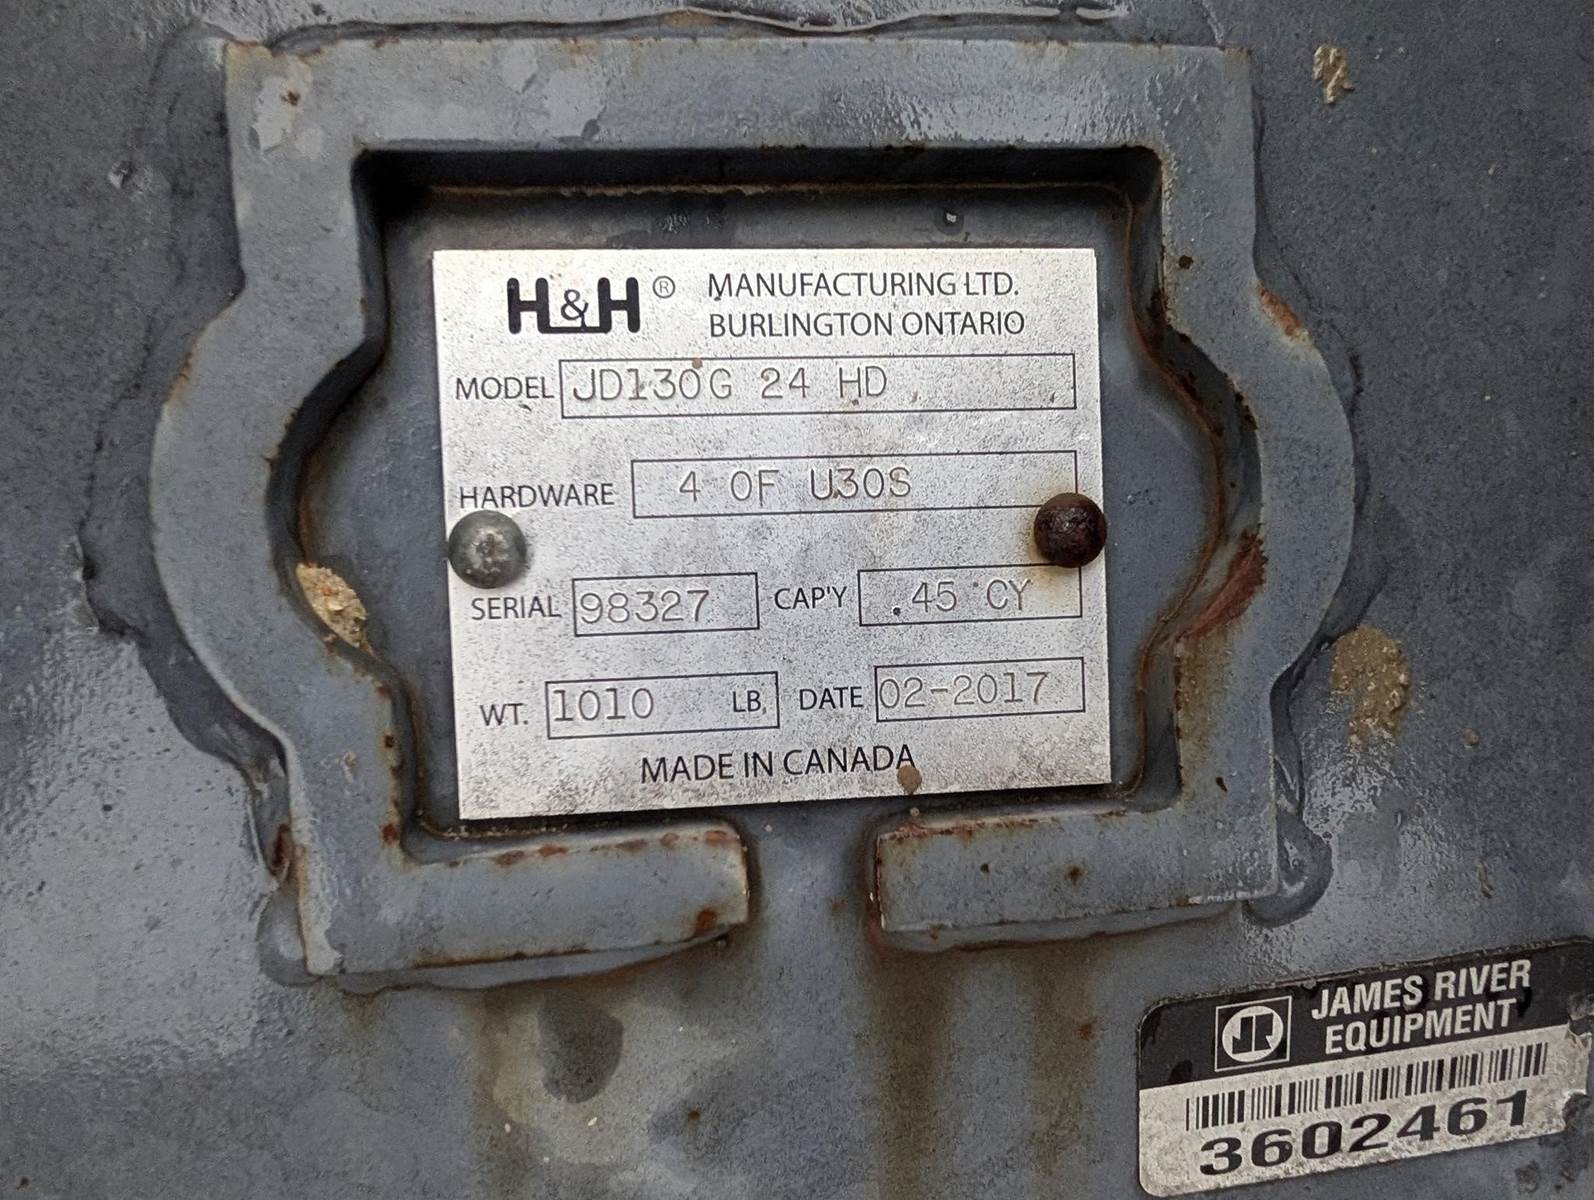 H&H® MANUFACTURING LTD.
BURLINGTON ONTARIO
MODEL JD130G 24 HD
HARDWARE 4 OF U30S
SERIAL 98327 CAP'Y .45 CY
WT. 1010 LB. DATE 02-2017
MADE IN CANADA
JR JAMES RIVER
EQUIPMENT
3602461